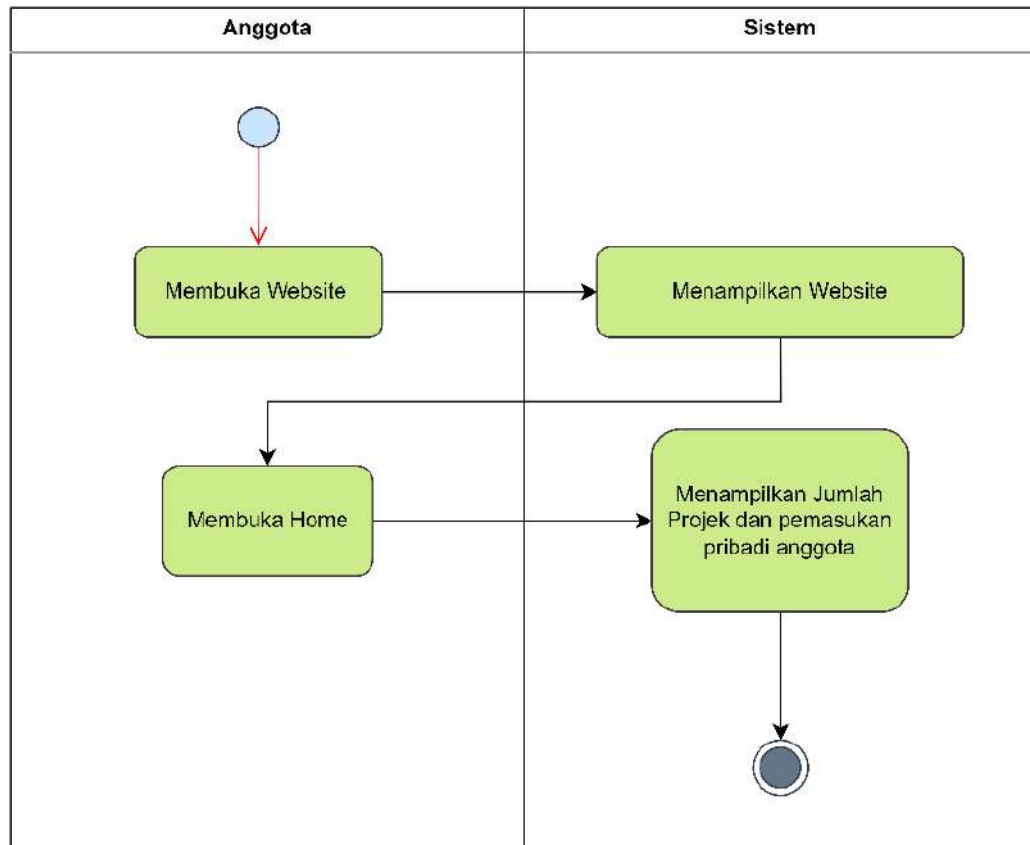 Anggota
Sistem
Membuka Website
Menampilkan Website
Membuka Home
Menampilkan Jumlah
Projek dan pemasukan
pribadi anggota